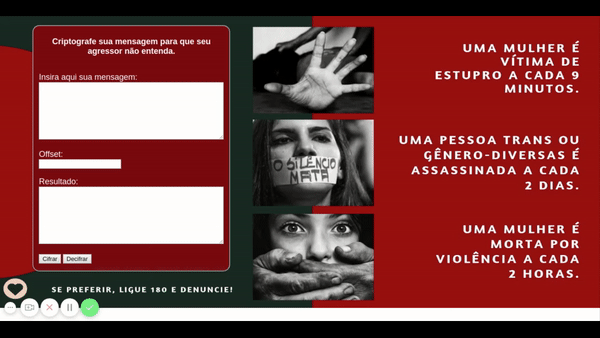 Criptografe sua mensagem para que seu
agressor não entenda.
Insira aqui sua mensagem:
Offset:
Resultado:
Cifrar Decifrar
SE PREFERIR, LIGUE 180 E DENUNCIE!
O SILÊNCIO
MATA
UMA MULHER É
VÍTIMA DE
ESTUPRO A CADA 9
MINUTOS.
UMA PESSOA TRANS OU
GÊNERO-DIVERSAS É
ASSASSINADA A CADA
2 DIAS.
UMA MULHER É
MORTA POR
VIOLÊNCIA A CADA
2 HORAS.